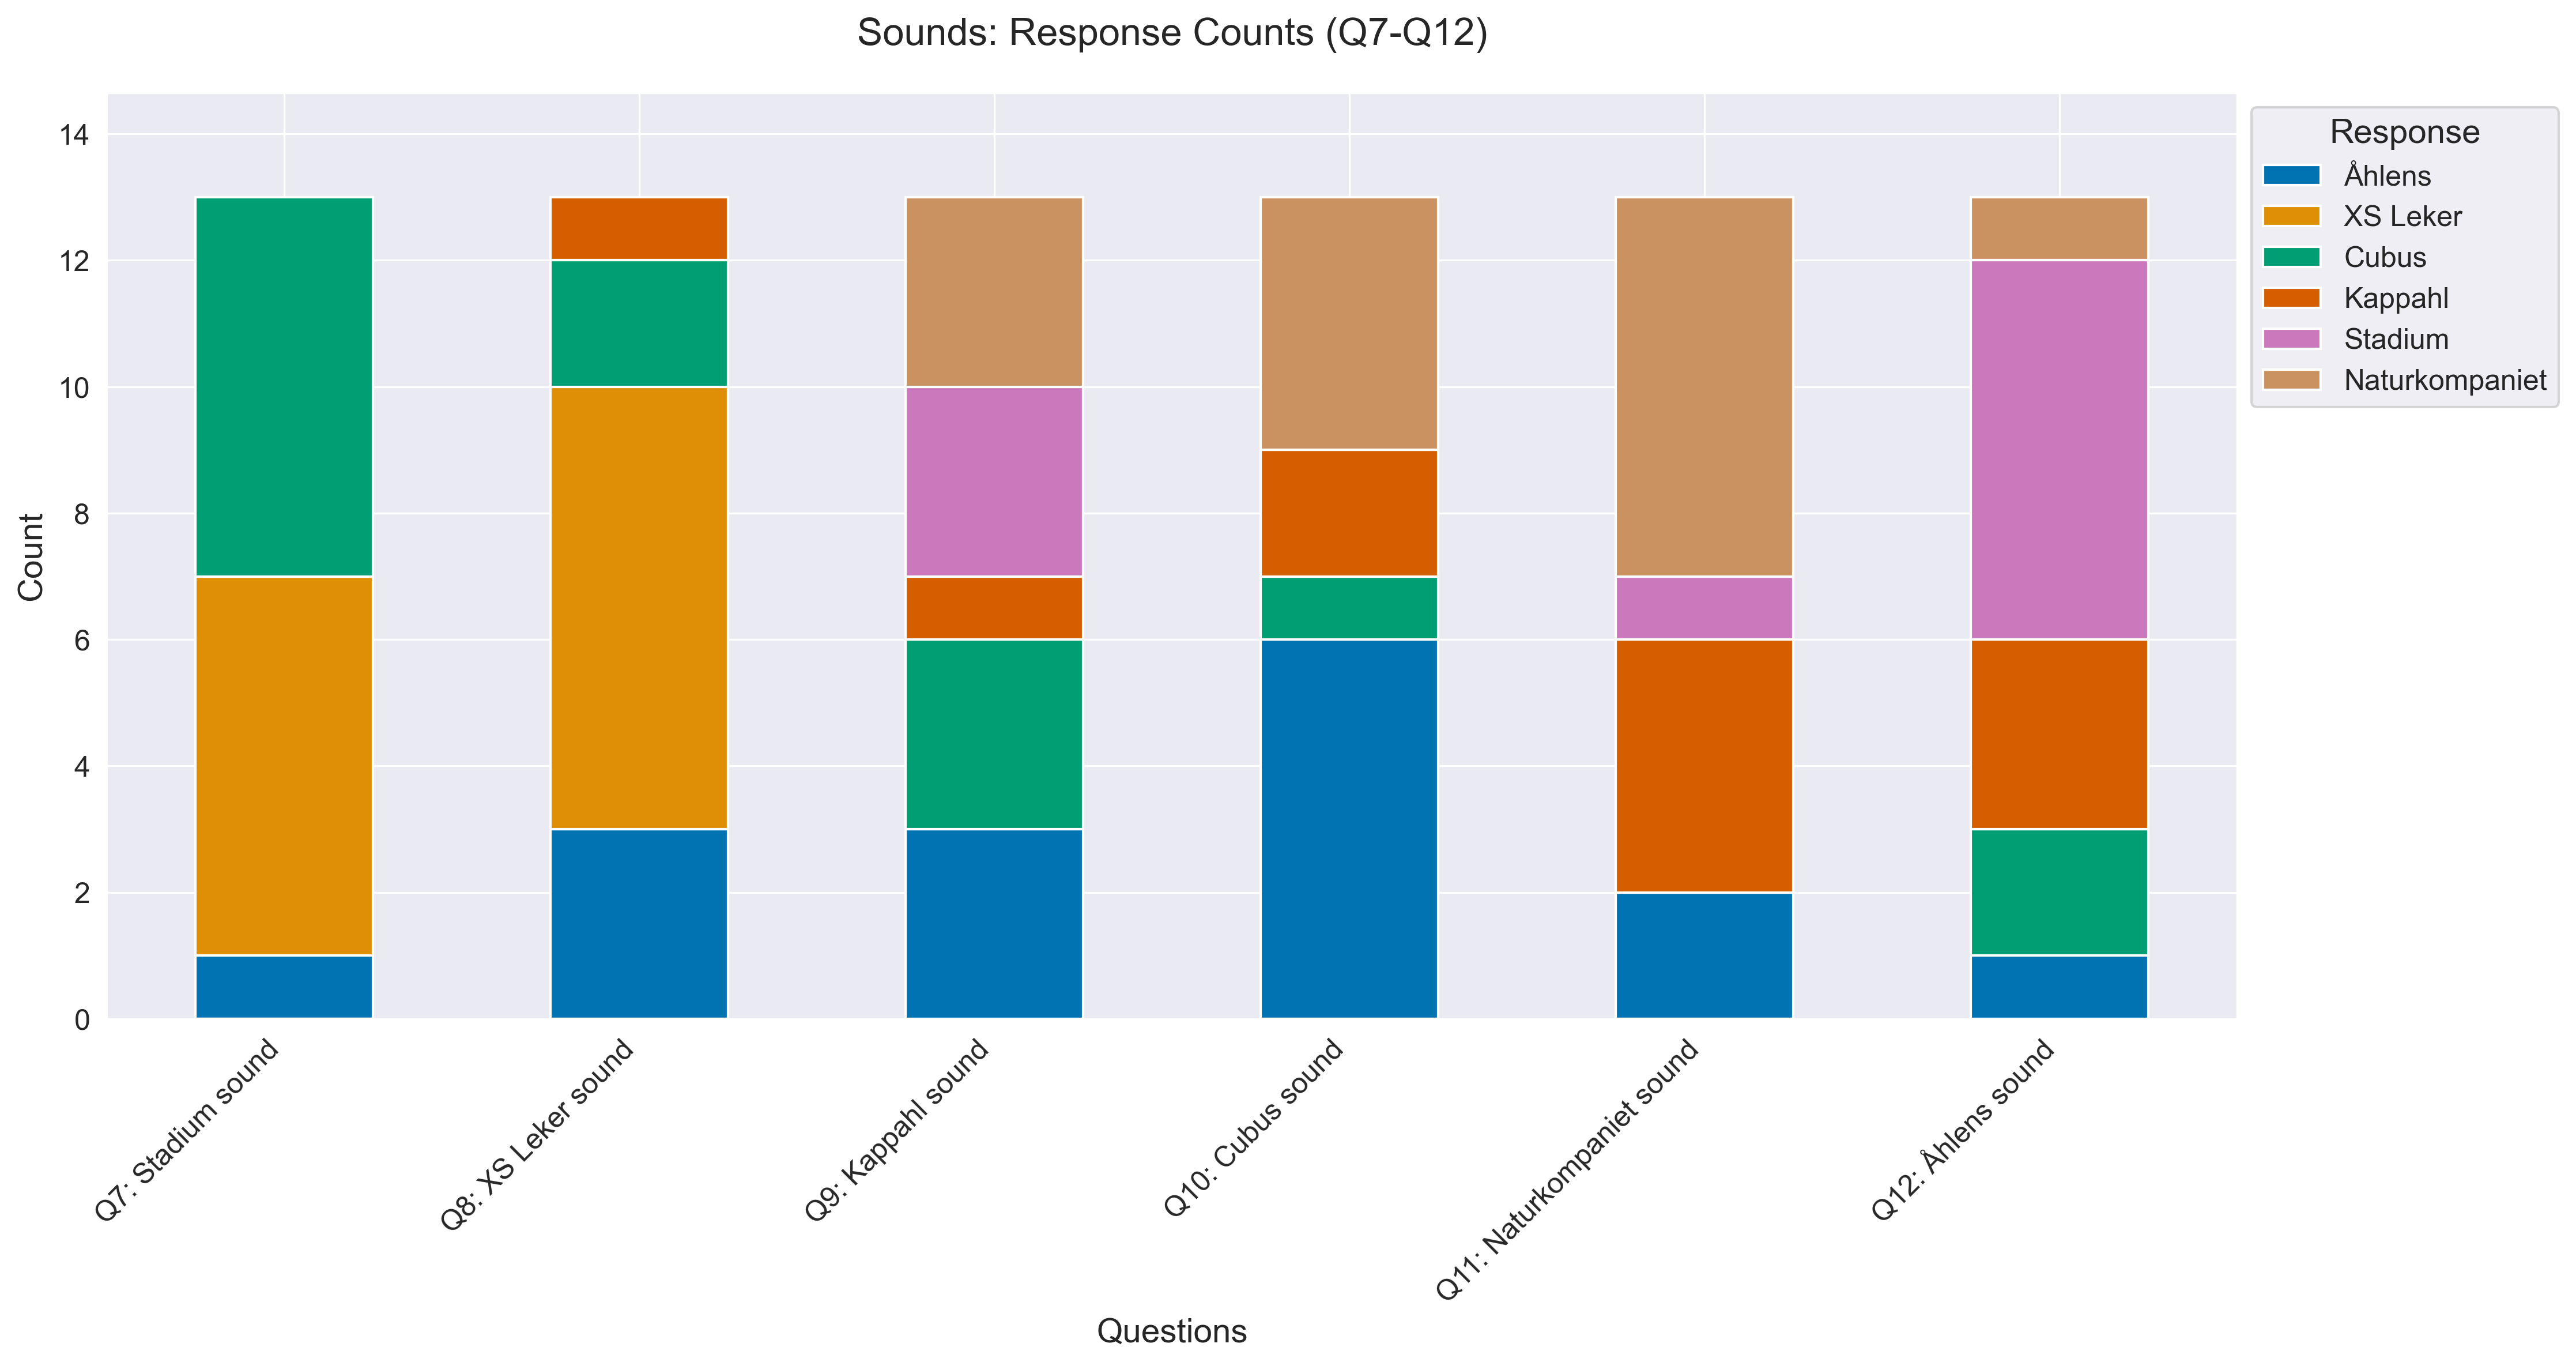 Sounds: Response Counts (Q7-Q12)
Count
14
12
10
8
6
4
2
0
Q7: Stadium sound
Q8: XS Leker sound
Q9: Kappahl sound
Q10: Cubus sound
Q11: Naturkompaniet sound
Q12: Åhlens sound
Questions
Response
Åhlens
XS Leker
Cubus
Kappahl
Stadium
Naturkompaniet